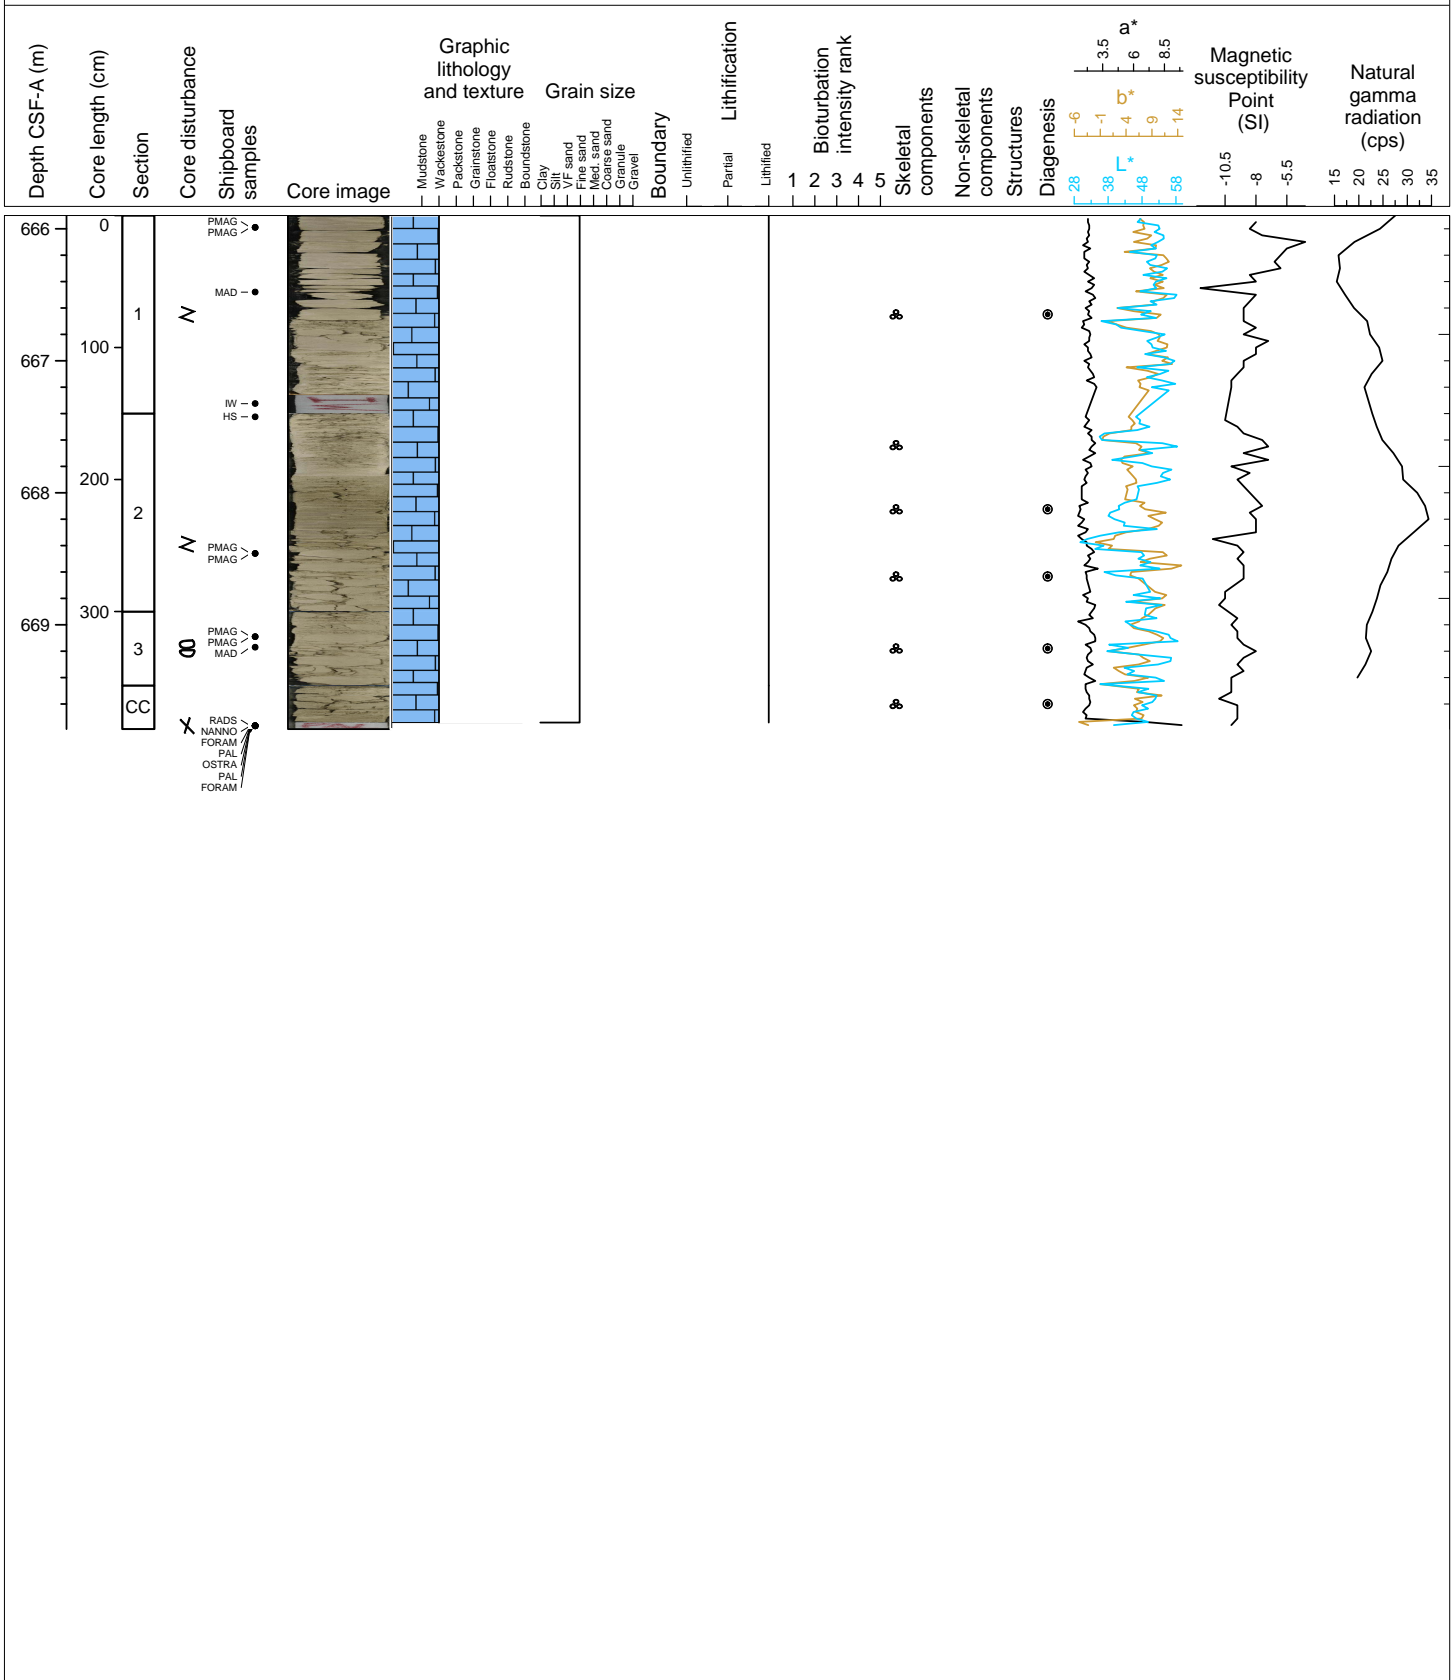 Depth CSF-A (m)
Core length (cm)
Section
Core disturbance
Shipboard
samples
Core image
Graphic
lithology
and texture
Mudstone
Wackestone
Packstone
Grainstone
Floatstone
Rudstone
Boundstone
Grain size
Clay
Silt
VF sand
Fine sand
Med. sand
Coarse sand
Granule
Gravel
Boundary
Lithification
Unlithified
Partial
Lithified
Bioturbation
intensity rank
1 2 3 4 5
Skeletal
components
Non-skeletal
components
Structures
Diagenesis
a*
3.5 6 8.5
b*
-6 -1 4 9 14
L*
28 38 48 58
Magnetic
susceptibility
Point
(SI)
-10.5 -8 -5.5
Natural
gamma
radiation
(cps)
15 20 25 30 35
666
667
668
669
0
100
200
300
1
2
3
CC
PMAG
PMAG
MAD
IW
HS
PMAG
PMAG
PMAG
PMAG
MAD
RADS
NANNO
FORAM
PAL
OSTRA
PAL
FORAM